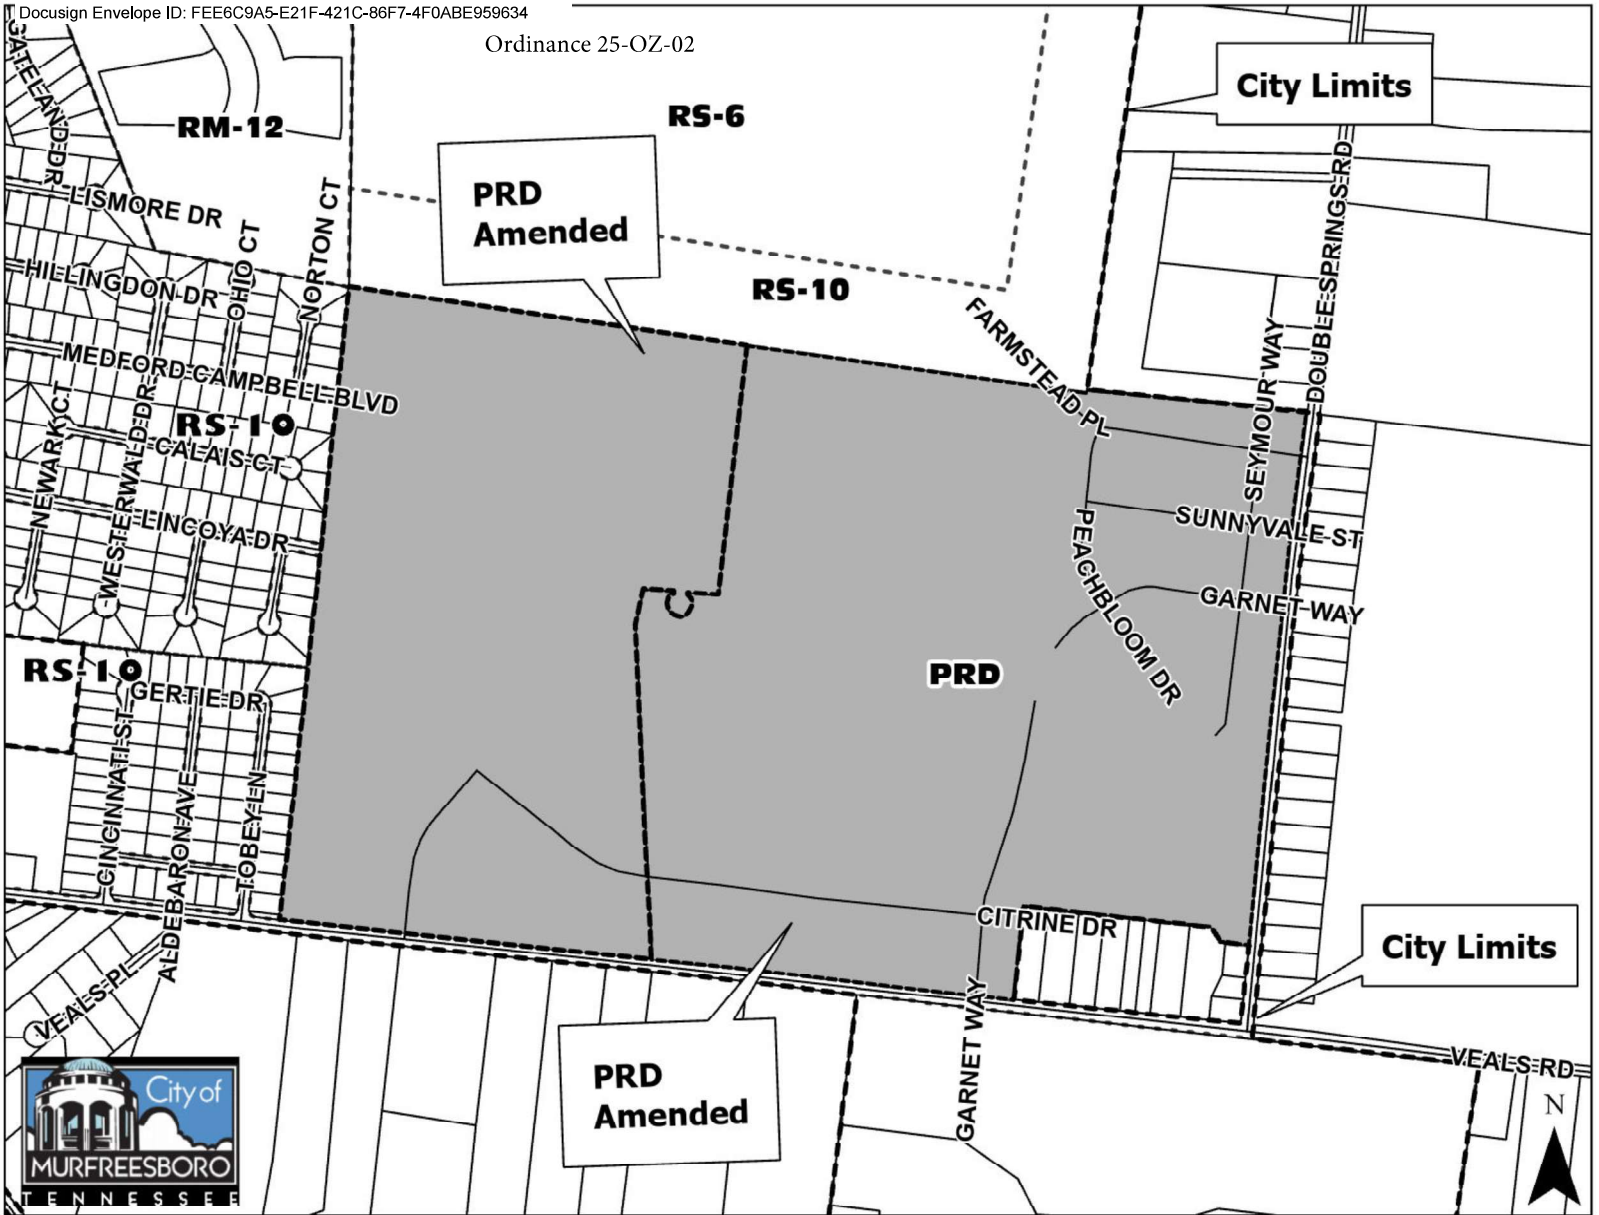 Docusign Envelope ID: FEE6C9A5-E21F-421C-86F7-4F0ABE959634
Ordinance 25-OZ-02
GATELAND DR
RM-12
RS-6
City Limits
PRD
Amended
LISMORE DR
OHIO CT
NORTON CT
HILLINGDON DR
RS-10
FARMSTEAD PL
DOUBLE SPRINGS RD
SEYMOUR WAY
MEDFORD CAMPBELL BLVD
NEWARK CT
WESTERWALD DR
RS-10
CALAIS CT
LINCOYA DR
SUNNYVALE ST
PEACHBLOOM DR
GARNET WAY
RS-10
PRD
GERTIE DR
CINCINNATI ST
ALDEBARON AVE
TOBEY LN
CITRINE DR
City Limits
VEALS PL
GARNET WAY
VEALS RD
PRD
Amended
City of
MURFREESBORO
TENNESSEE
N